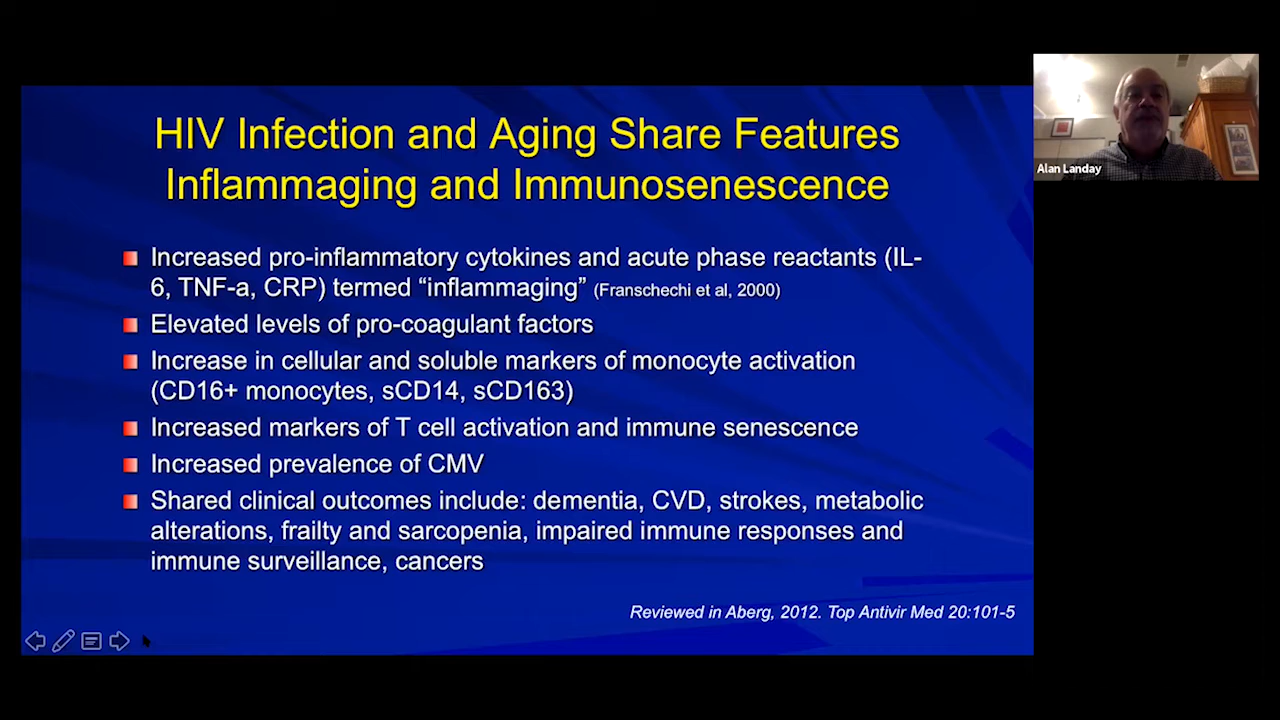 HIV Infection and Aging Share Features
Inflammaging and Immunosenescence
Increased pro-inflammatory cytokines and acute phase reactants (IL-
6, TNF-a, CRP) termed “inflammaging” (Franschechi et al, 2000)
Elevated levels of pro-coagulant factors
Increase in cellular and soluble markers of monocyte activation
(CD16+ monocytes, sCD14, sCD163)
Increased markers of T cell activation and immune senescence
Increased prevalence of CMV
Shared clinical outcomes include: dementia, CVD, strokes, metabolic
alterations, frailty and sarcopenia, impaired immune responses and
immune surveillance, cancers
Reviewed in Aberg, 2012. Top Antivir Med 20:101-5
Alan Landay